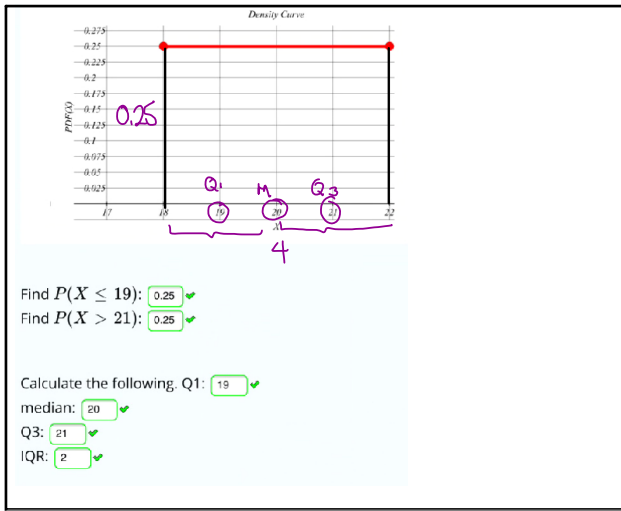 Density Curve
0.275
0.25
0.225
0.2
0.175
0.15
0.125
0.1
0.075
0.05
0.025
PDF(X)
0.25
Q1 M Q3
17 18 19 20 21 22
X
4
Find P(X ≤ 19): 0.25
Find P(X > 21): 0.25
Calculate the following. Q1: 19
median: 20
Q3: 21
IQR: 2